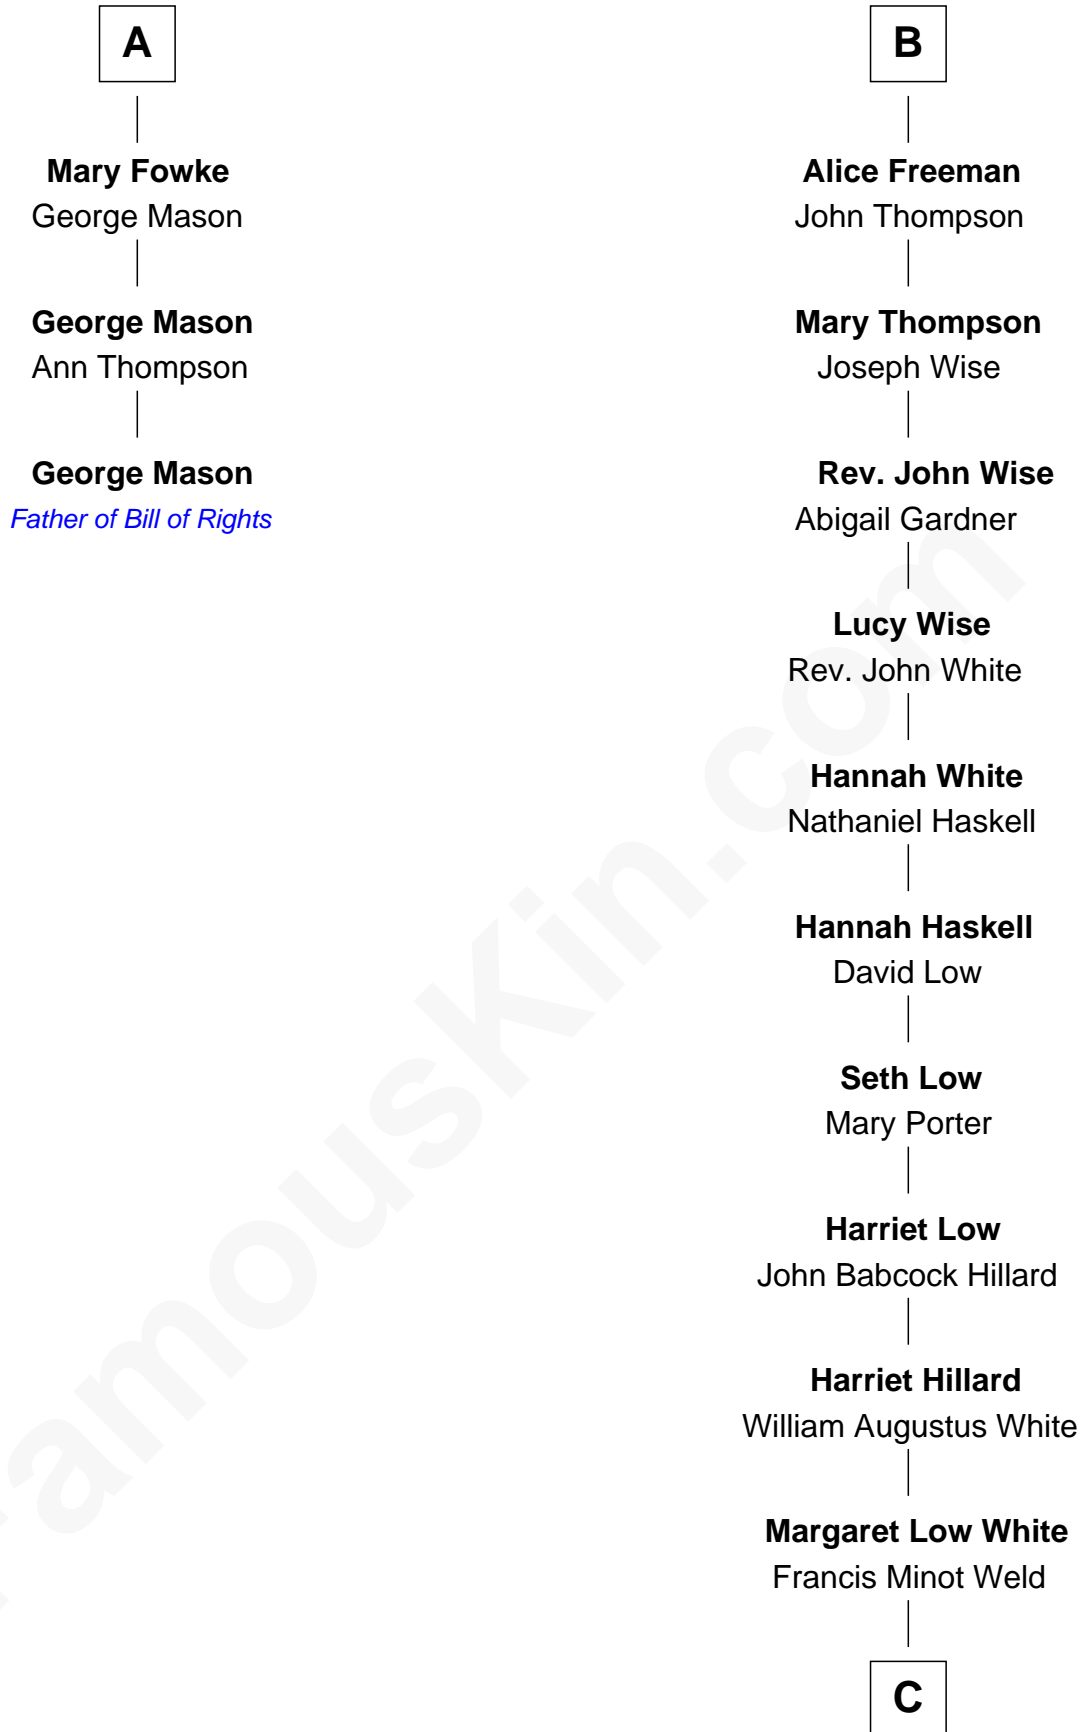 A
Mary Fowke
George Mason
George Mason
Ann Thompson
George Mason
Father of Bill of Rights
B
Alice Freeman
John Thompson
Mary Thompson
Joseph Wise
Rev. John Wise
Abigail Gardner
Lucy Wise
Rev. John White
Hannah White
Nathaniel Haskell
Hannah Haskell
David Low
Seth Low
Mary Porter
Harriet Low
John Babcock Hillard
Harriet Hillard
William Augustus White
Margaret Low White
Francis Minot Weld
C
FamousKin.com